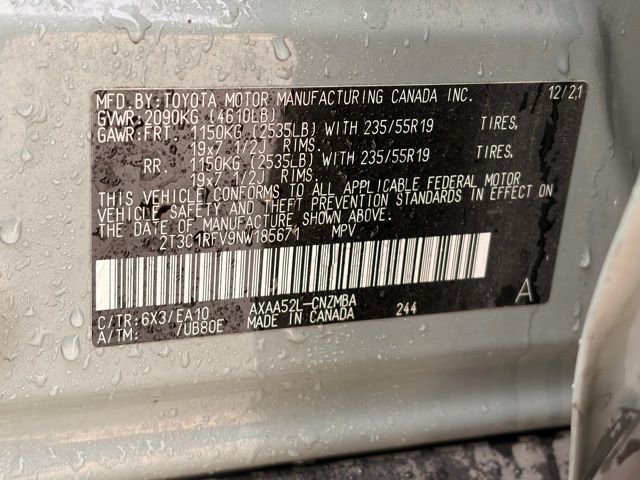 MFD. BY: TOYOTA MOTOR MANUFACTURING CANADA INC. 12/21
GVWR: 2090KG (4610LB)
GAWR: FRT. 1150KG (2535LB) WITH 235/55R19 TIRES,
19x7 1/2J RIMS.
RR. 1150KG (2535LB) WITH 235/55R19 TIRES,
19x7 1/2J RIMS.
THIS VEHICLE CONFORMS TO ALL APPLICABLE FEDERAL MOTOR
VEHICLE SAFETY AND THEFT PREVENTION STANDARDS IN EFFECT ON
THE DATE OF MANUFACTURE SHOWN ABOVE.
2T3C1RFV9NW185671 MPV
C/TR: 6X3/EA10 AXAA52L-CNZMBA A
A/TM: /UB80E MADE IN CANADA 244